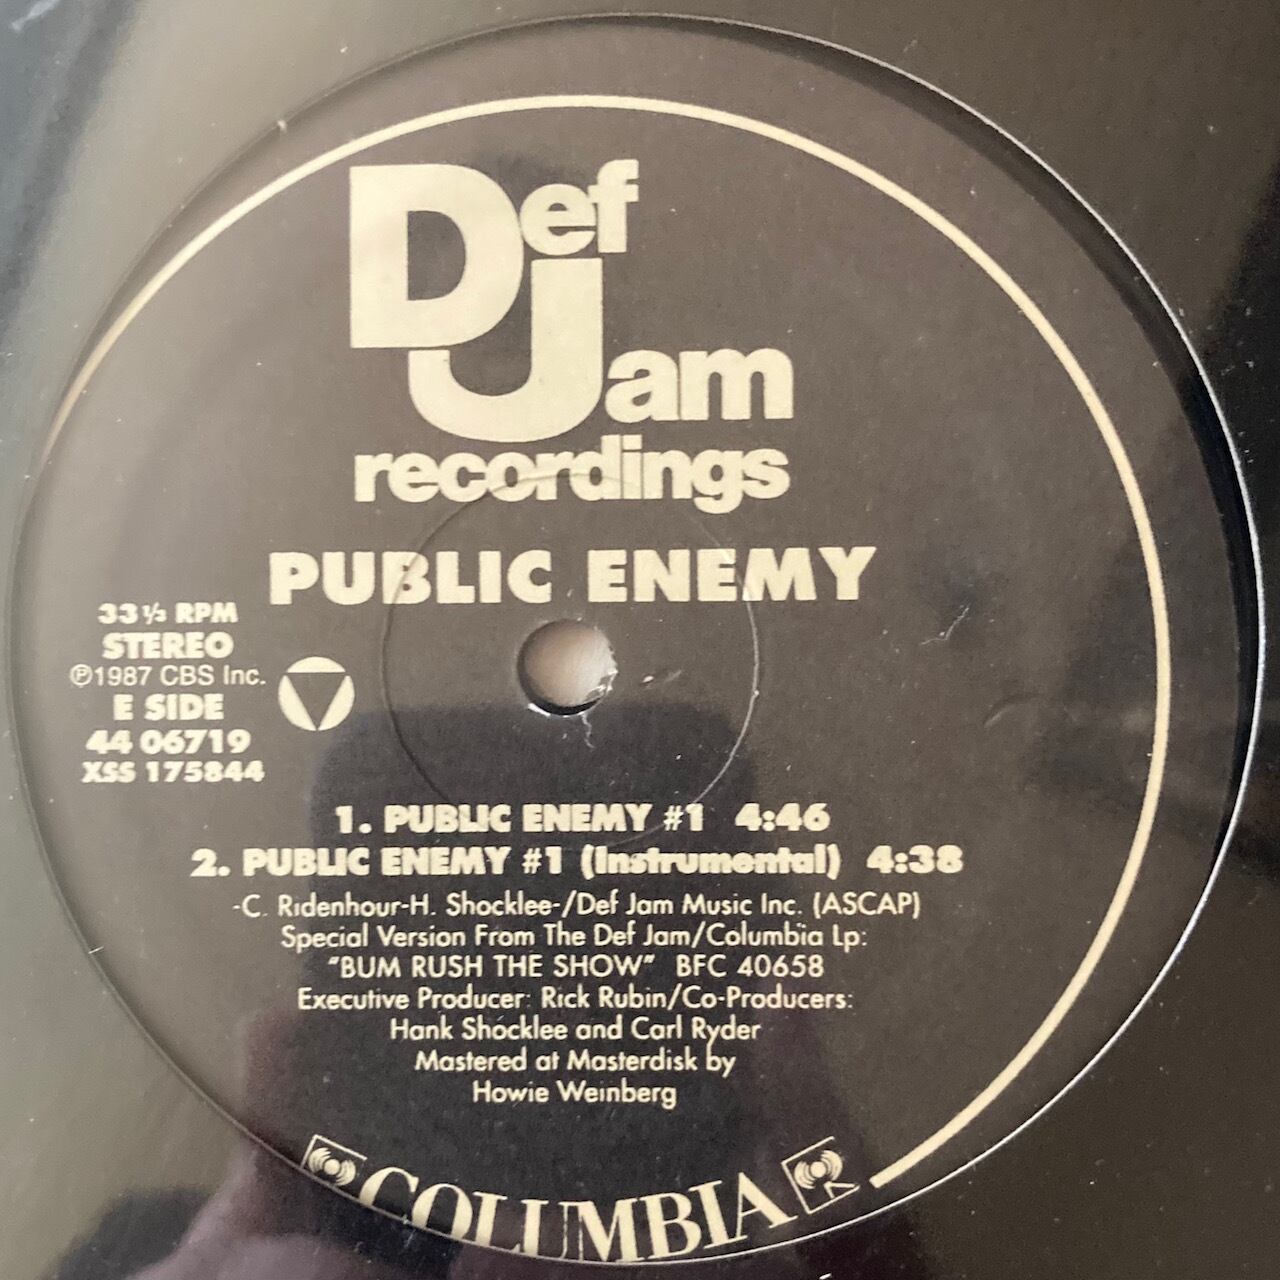 Def
Jam
recordings
PUBLIC ENEMY
33⅓ RPM
STEREO
℗1987 CBS Inc.
E SIDE
44 06719
XSS 175844
1. PUBLIC ENEMY #1 4:46
2. PUBLIC ENEMY #1 (Instrumental) 4:38
-C. Ridenhour-H. Shocklee-/Def Jam Music Inc. (ASCAP)
Special Version From The Def Jam/Columbia Lp:
"BUM RUSH THE SHOW" BFC 40658
Executive Producer: Rick Rubin/Co-Producers:
Hank Shocklee and Carl Ryder
Mastered at Masterdisk by
Howie Weinberg
COLUMBIA